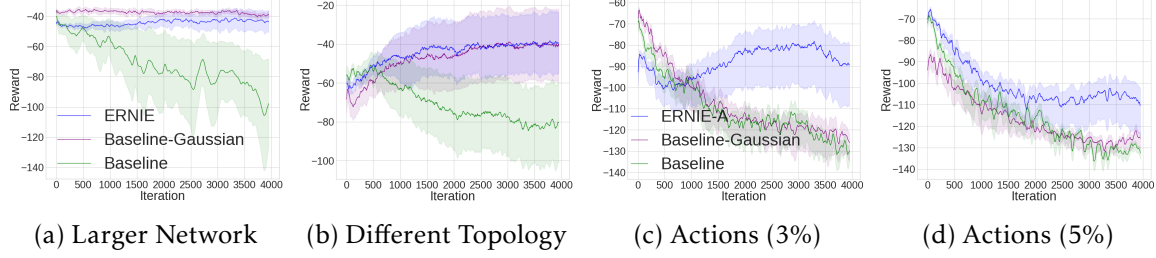 −40
−60
−80
−100
−120
−140
Reward
ERNIE
Baseline-Gaussian
Baseline
0 500 1000 1500 2000 2500 3000 3500 4000
Iteration
(a) Larger Network
−20
−40
−60
−80
−100
Reward
0 500 1000 1500 2000 2500 3000 3500 4000
Iteration
(b) Different Topology
−60
−70
−80
−90
−100
−110
−120
−130
−140
Reward
ERNIE-A
Baseline-Gaussian
Baseline
0 500 1000 1500 2000 2500 3000 3500 4000
Iteration
(c) Actions (3%)
−70
−80
−90
−100
−110
−120
−130
−140
Reward
0 500 1000 1500 2000 2500 3000 3500 4000
Iteration
(d) Actions (5%)